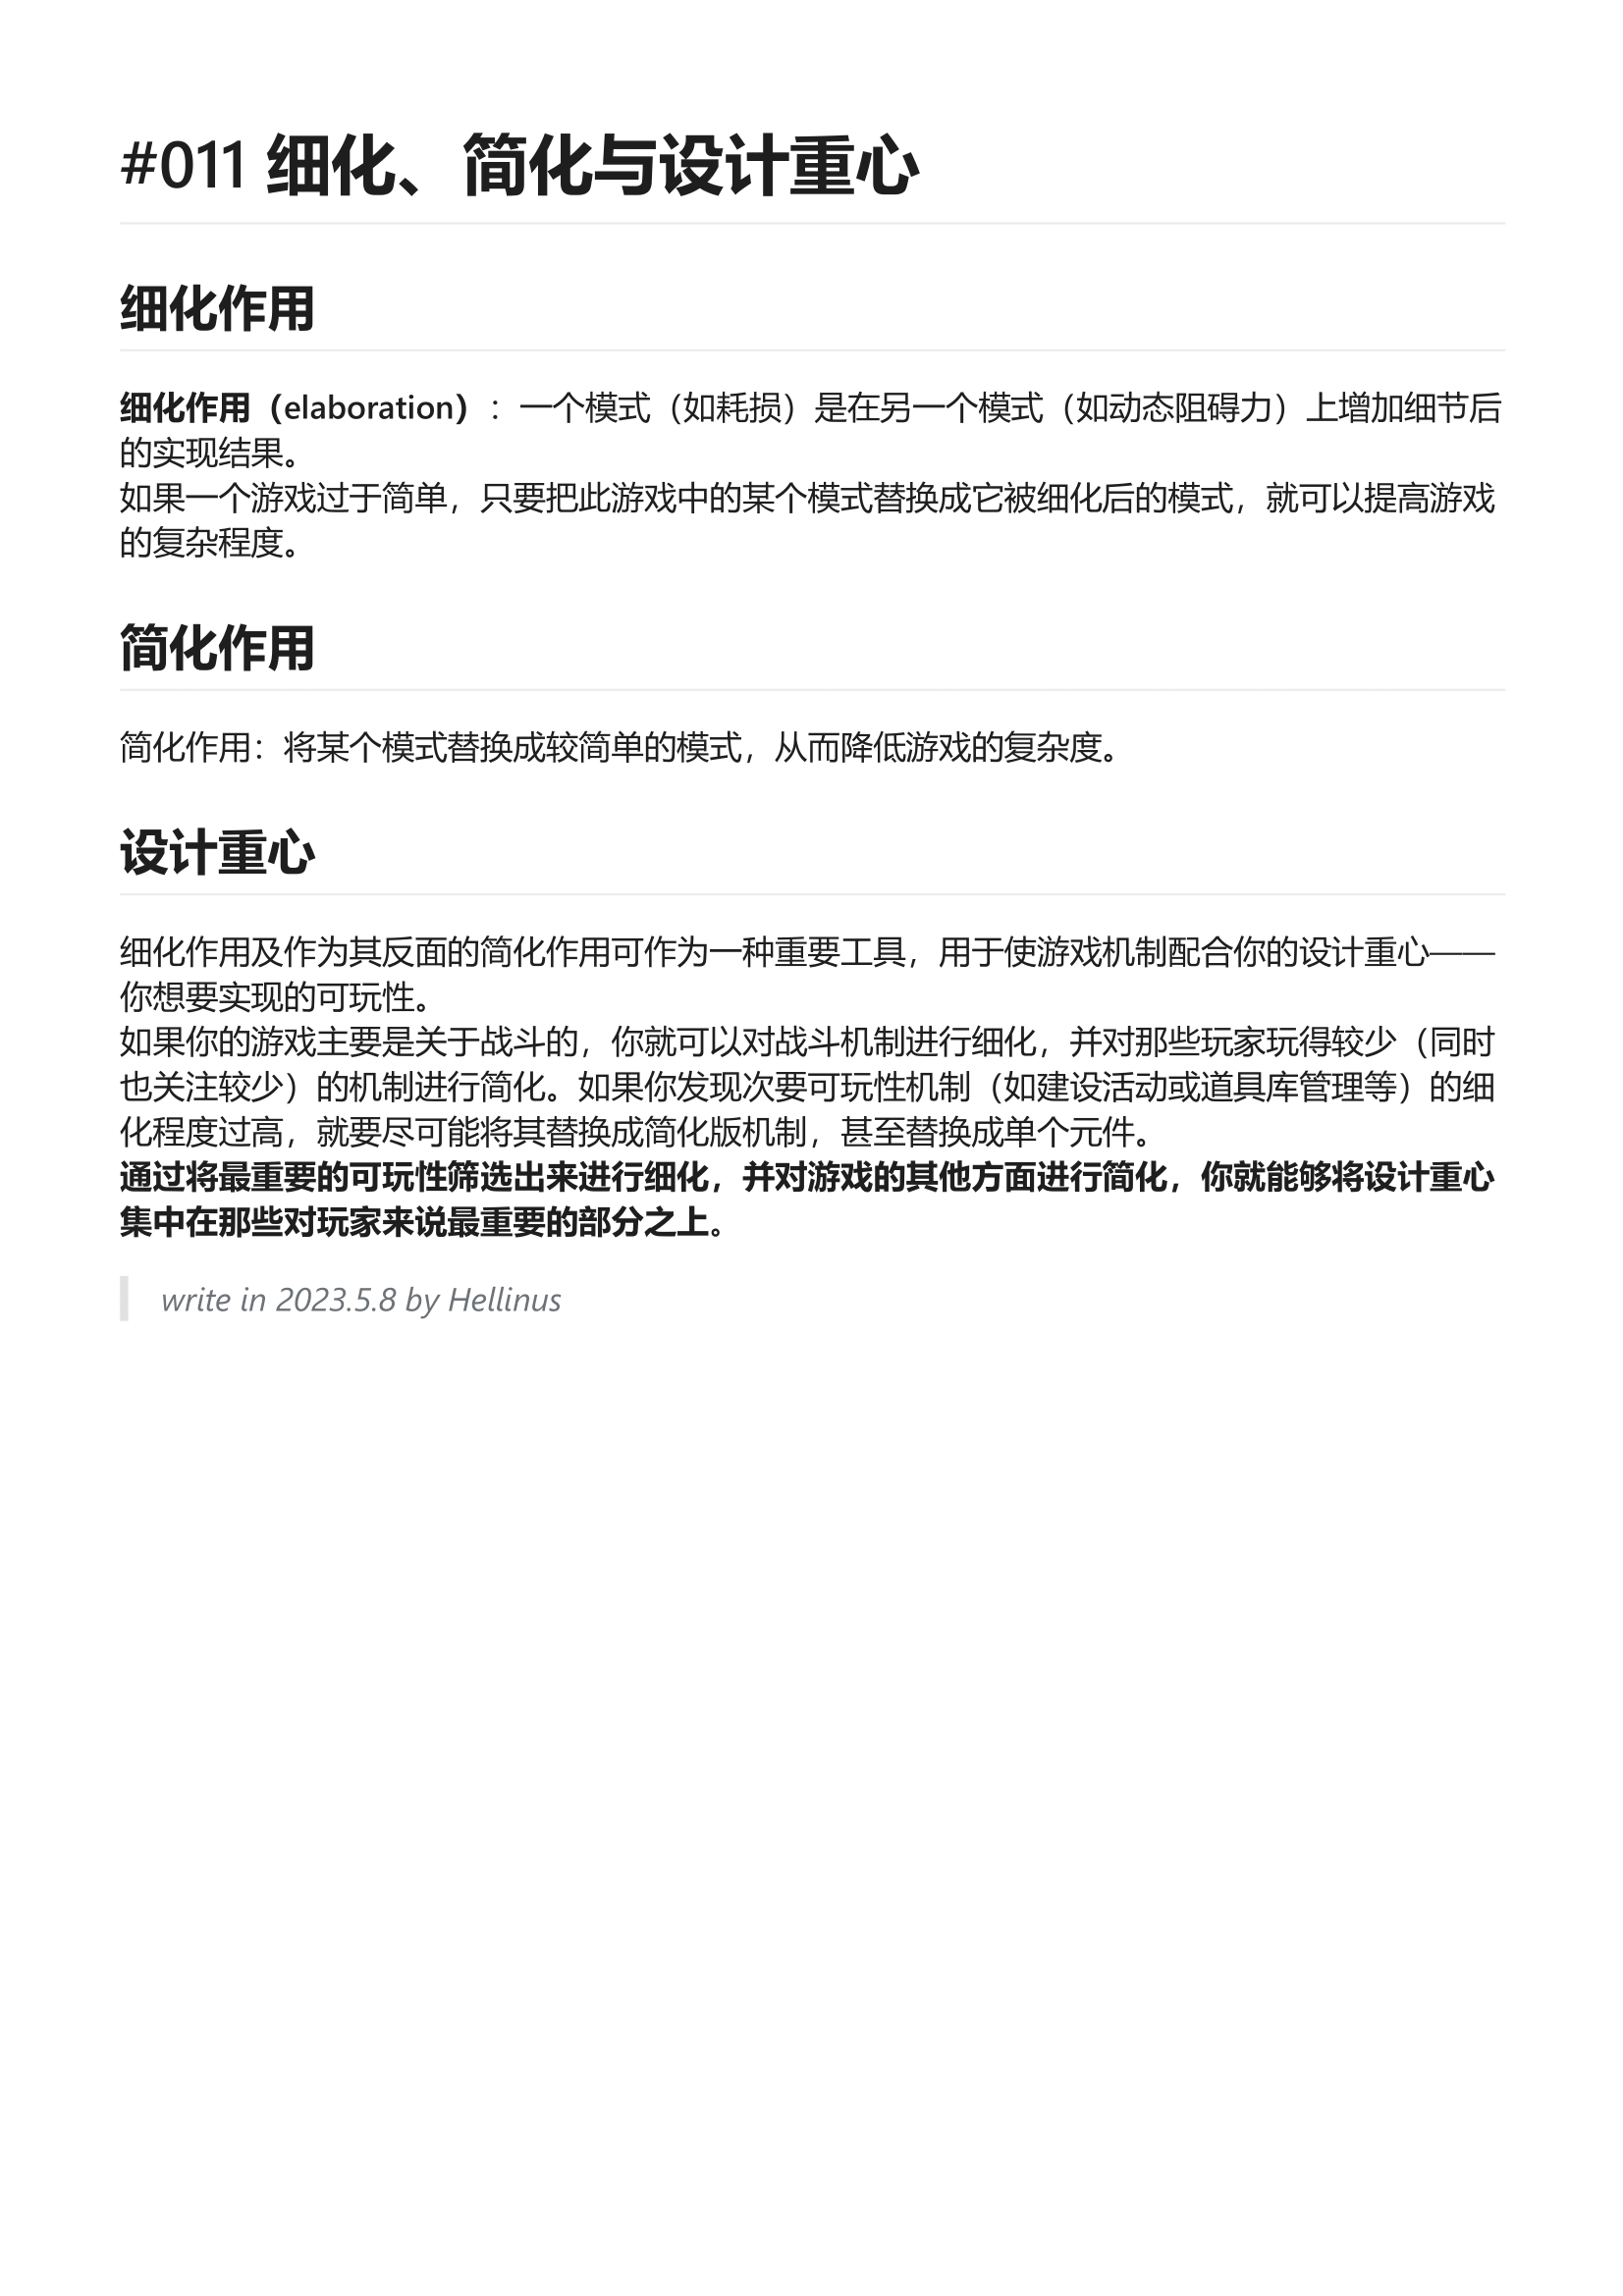 #011 细化、简化与设计重心
细化作用
细化作用（elaboration）：一个模式（如耗损）是在另一个模式（如动态阻碍力）上增加细节后
的实现结果。
如果一个游戏过于简单，只要把此游戏中的某个模式替换成它被细化后的模式，就可以提高游戏
的复杂程度。
简化作用
简化作用：将某个模式替换成较简单的模式，从而降低游戏的复杂度。
设计重心
细化作用及作为其反面的简化作用可作为一种重要工具，用于使游戏机制配合你的设计重心——
你想要实现的可玩性。
如果你的游戏主要是关于战斗的，你就可以对战斗机制进行细化，并对那些玩家玩得较少（同时
也关注较少）的机制进行简化。如果你发现次要可玩性机制（如建设活动或道具库管理等）的细
化程度过高，就要尽可能将其替换成简化版机制，甚至替换成单个元件。
通过将最重要的可玩性筛选出来进行细化，并对游戏的其他方面进行简化，你就能够将设计重心
集中在那些对玩家来说最重要的部分之上。
write in 2023.5.8 by Hellinus